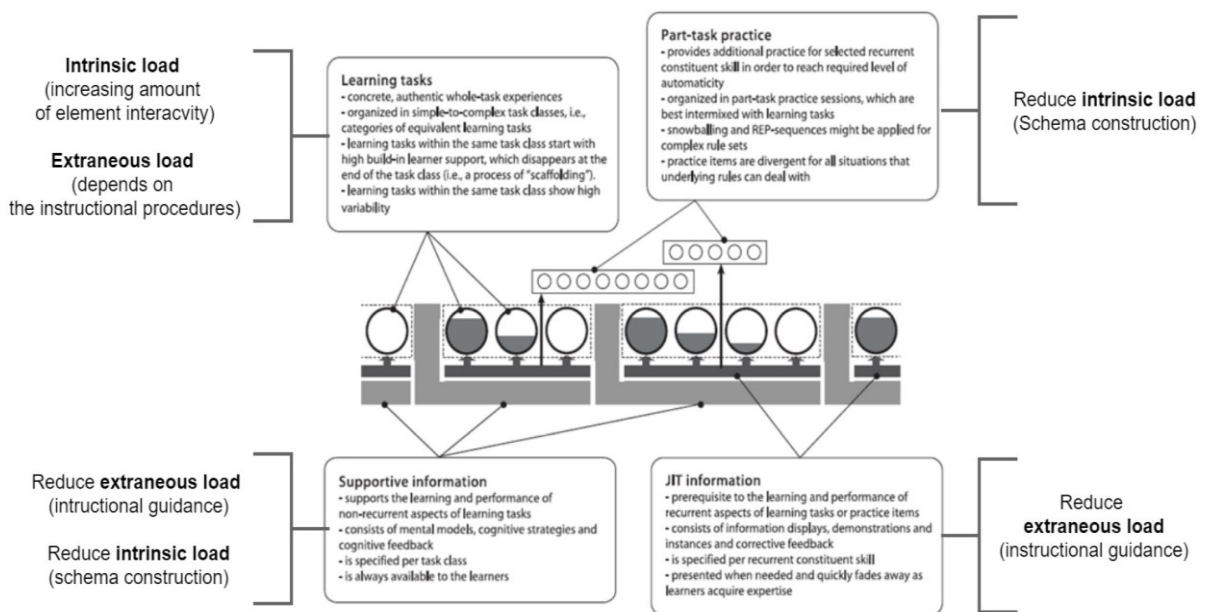 Intrinsic load
(increasing amount
of element interacvity)
Extraneous load
(depends on
the instructional procedures)
Learning tasks
- concrete, authentic whole-task experiences
- organized in simple-to-complex task classes, i.e.,
categories of equivalent learning tasks
- learning tasks within the same task class start with
high build-in learner support, which disappears at the
end of the task class (i.e., a process of "scaffolding").
- learning tasks within the same task class show high
variability
Part-task practice
- provides additional practice for selected recurrent
constituent skill in order to reach required level of
automaticity
- organized in part-task practice sessions, which are
best intermixed with learning tasks
- snowballing and REP-sequences might be applied for
complex rule sets
- practice items are divergent for all situations that
underlying rules can deal with
Reduce intrinsic load
(Schema construction)
Reduce extraneous load
(intructional guidance)
Reduce intrinsic load
(schema construction)
Supportive information
- supports the learning and performance of
non-recurrent aspects of learning tasks
- consists of mental models, cognitive strategies and
cognitive feedback
- is specified per task class
- is always available to the learners
JIT information
- prerequisite to the learning and performance of
recurrent aspects of learning tasks or practice items
- consists of information displays, demonstrations and
instances and corrective feedback
- is specified per recurrent constituent skill
- presented when needed and quickly fades away as
learners acquire expertise
Reduce
extraneous load
(instructional guidance)